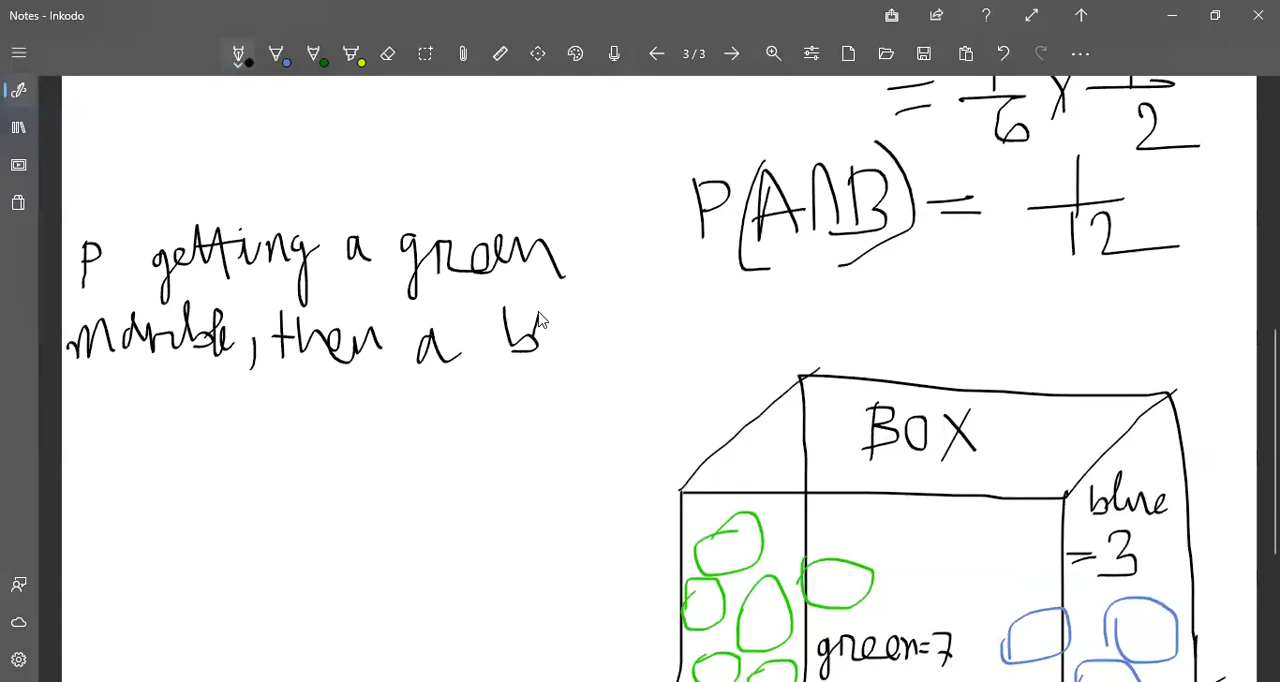 Notes - Inkodo
3/3
= 1/6 x 1/2
P(A∩B) = 1/12
P getting a green
marble, then a b
BOX
blue
= 3
green=7